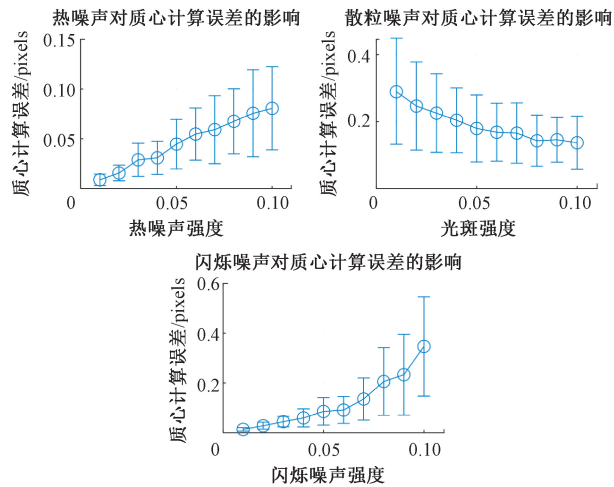 热噪声对质心计算误差的影响
0.15
0.10
0.05
0
0.05
0.10
质心计算误差/pixels
热噪声强度
散粒噪声对质心计算误差的影响
0.4
0.2
0
0.05
0.10
质心计算误差/pixels
光斑强度
闪烁噪声对质心计算误差的影响
0.6
0.4
0.2
0
0.05
0.10
质心计算误差/pixels
闪烁噪声强度